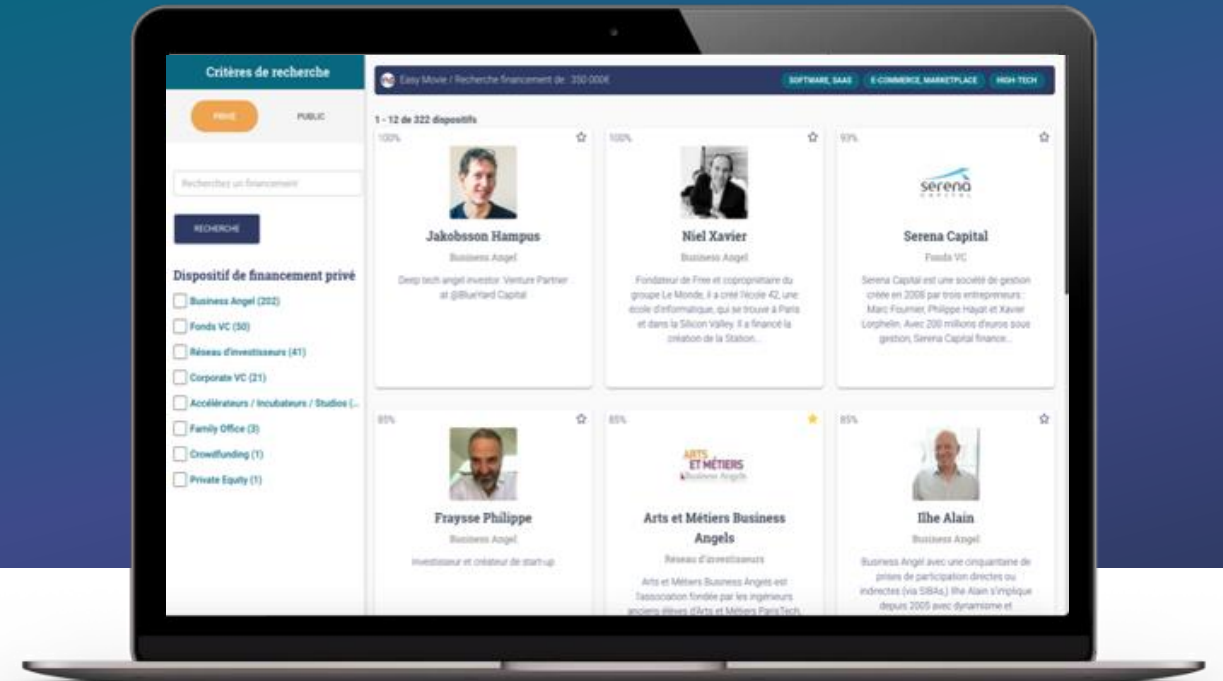 Critères de recherche
PRIVÉ
PUBLIC
Recherchez un financement
RECHERCHE
Dispositif de financement privé
Business Angel (202)
Fonds VC (50)
Réseau d'investisseurs (41)
Corporate VC (21)
Accélérateurs / Incubateurs / Studios (...
Family Office (3)
Crowdfunding (1)
Private Equity (1)
Easy Movie / Recherche financement de : 350 000€
SOFTWARE, SAAS
E-COMMERCE, MARKETPLACE
HIGH-TECH
1 - 12 de 322 dispositifs
100%
Jakobsson Hampus
Business Angel
Deep tech angel investor. Venture Partner
at @BlueYard Capital
100%
Niel Xavier
Business Angel
Fondateur de Free et copropriétaire du
groupe Le Monde, il a créé l'école 42, une
école d'informatique, qui se trouve à Paris
et dans la Silicon Valley. Il a financé la
création de la Station...
93%
serena
CAPITAL
Serena Capital
Fonds VC
Serena Capital est une société de gestion
créée en 2008 par trois entrepreneurs :
Marc Fournier, Philippe Hayat et Xavier
Lorphelin. Avec 200 millions d'euros sous
gestion, Serena Capital finance...
85%
Fraysse Philippe
Business Angel
Investisseur et créateur de start-up
85%
ARTS
ET MÉTIERS
Business Angels
Arts et Métiers Business
Angels
Réseau d'investisseurs
Arts et Métiers Business Angels est
l'association fondée par les ingénieurs
anciens élèves d'Arts et Métiers ParisTech,
85%
Ilhe Alain
Business Angel
Business Angel avec une cinquantaine de
prises de participation directes ou
indirectes (via SIBAs,) Ilhe Alain s'implique
depuis 2005 avec dynamisme et